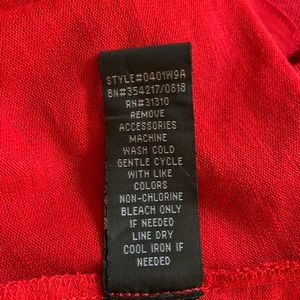 STYLE#0401W9A
BN#354217/0818
RN#31310
REMOVE
ACCESSORIES
MACHINE
WASH COLD
GENTLE CYCLE
WITH LIKE
COLORS
NON-CHLORINE
BLEACH ONLY
IF NEEDED
LINE DRY
COOL IRON IF
NEEDED